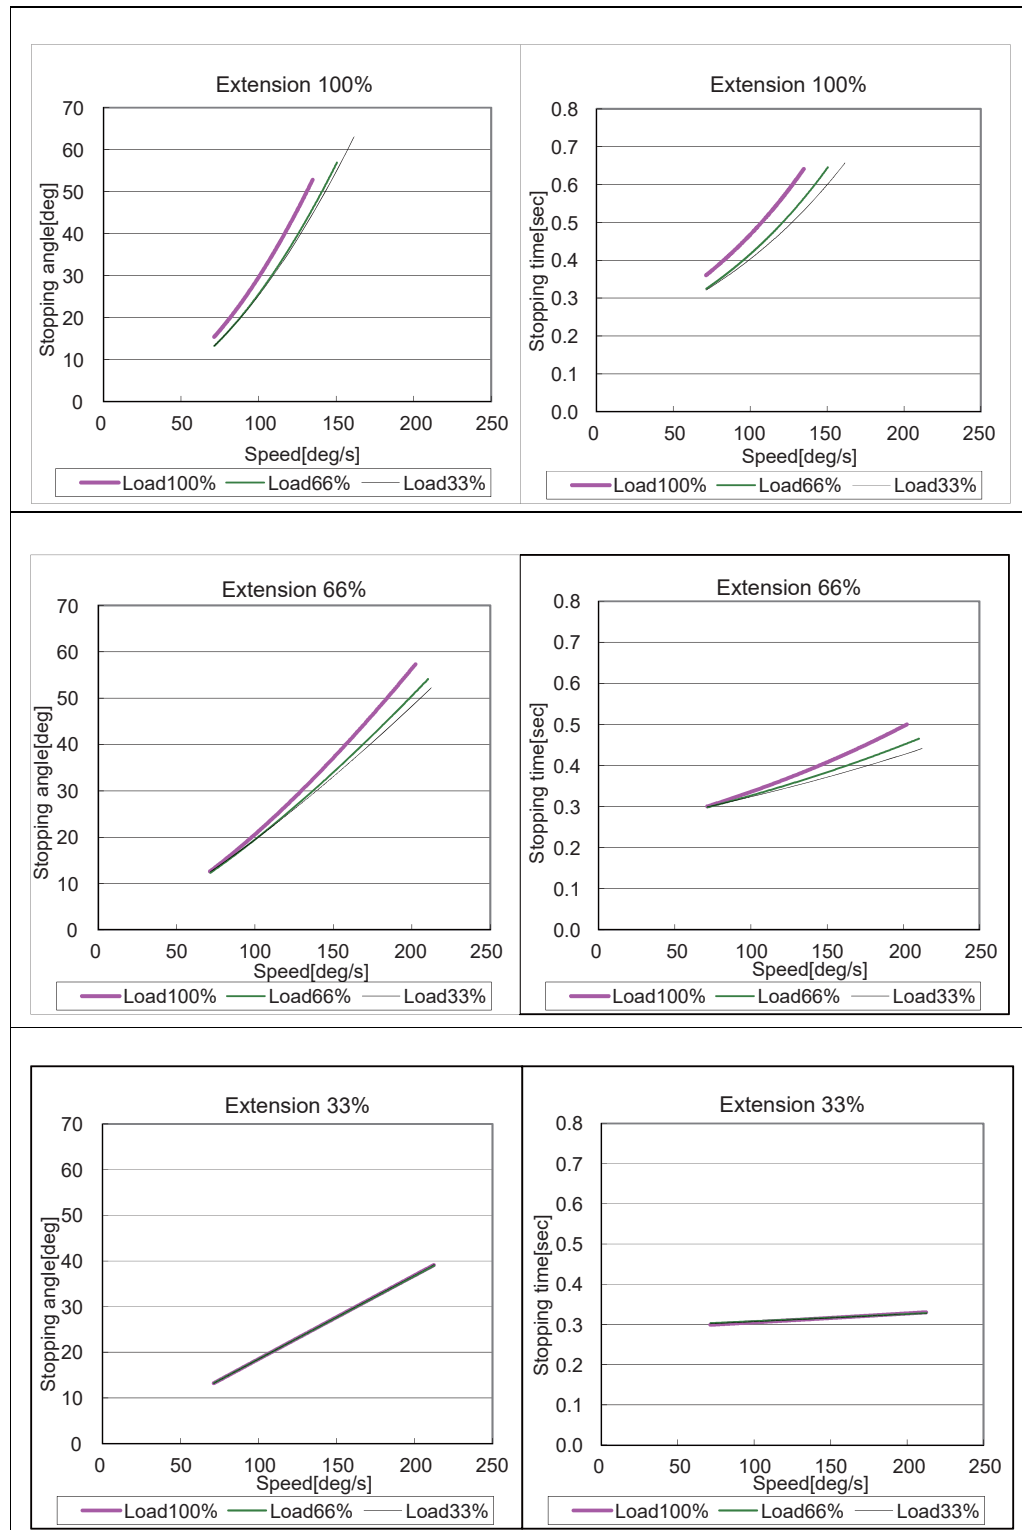 Extension 100%
Stopping angle[deg]
70
60
50
40
30
20
10
0
0 50 100 150 200 250
Speed[deg/s]
Load100% Load66% Load33%
Extension 100%
Stopping time[sec]
0.8
0.7
0.6
0.5
0.4
0.3
0.2
0.1
0.0
0 50 100 150 200 250
Speed[deg/s]
Load100% Load66% Load33%
Extension 66%
Stopping angle[deg]
70
60
50
40
30
20
10
0
0 50 100 150 200 250
Speed[deg/s]
Load100% Load66% Load33%
Extension 66%
Stopping time[sec]
0.8
0.7
0.6
0.5
0.4
0.3
0.2
0.1
0.0
0 50 100 150 200 250
Speed[deg/s]
Load100% Load66% Load33%
Extension 33%
Stopping angle[deg]
70
60
50
40
30
20
10
0
0 50 100 150 200 250
Speed[deg/s]
Load100% Load66% Load33%
Extension 33%
Stopping time[sec]
0.8
0.7
0.6
0.5
0.4
0.3
0.2
0.1
0.0
0 50 100 150 200 250
Speed[deg/s]
Load100% Load66% Load33%